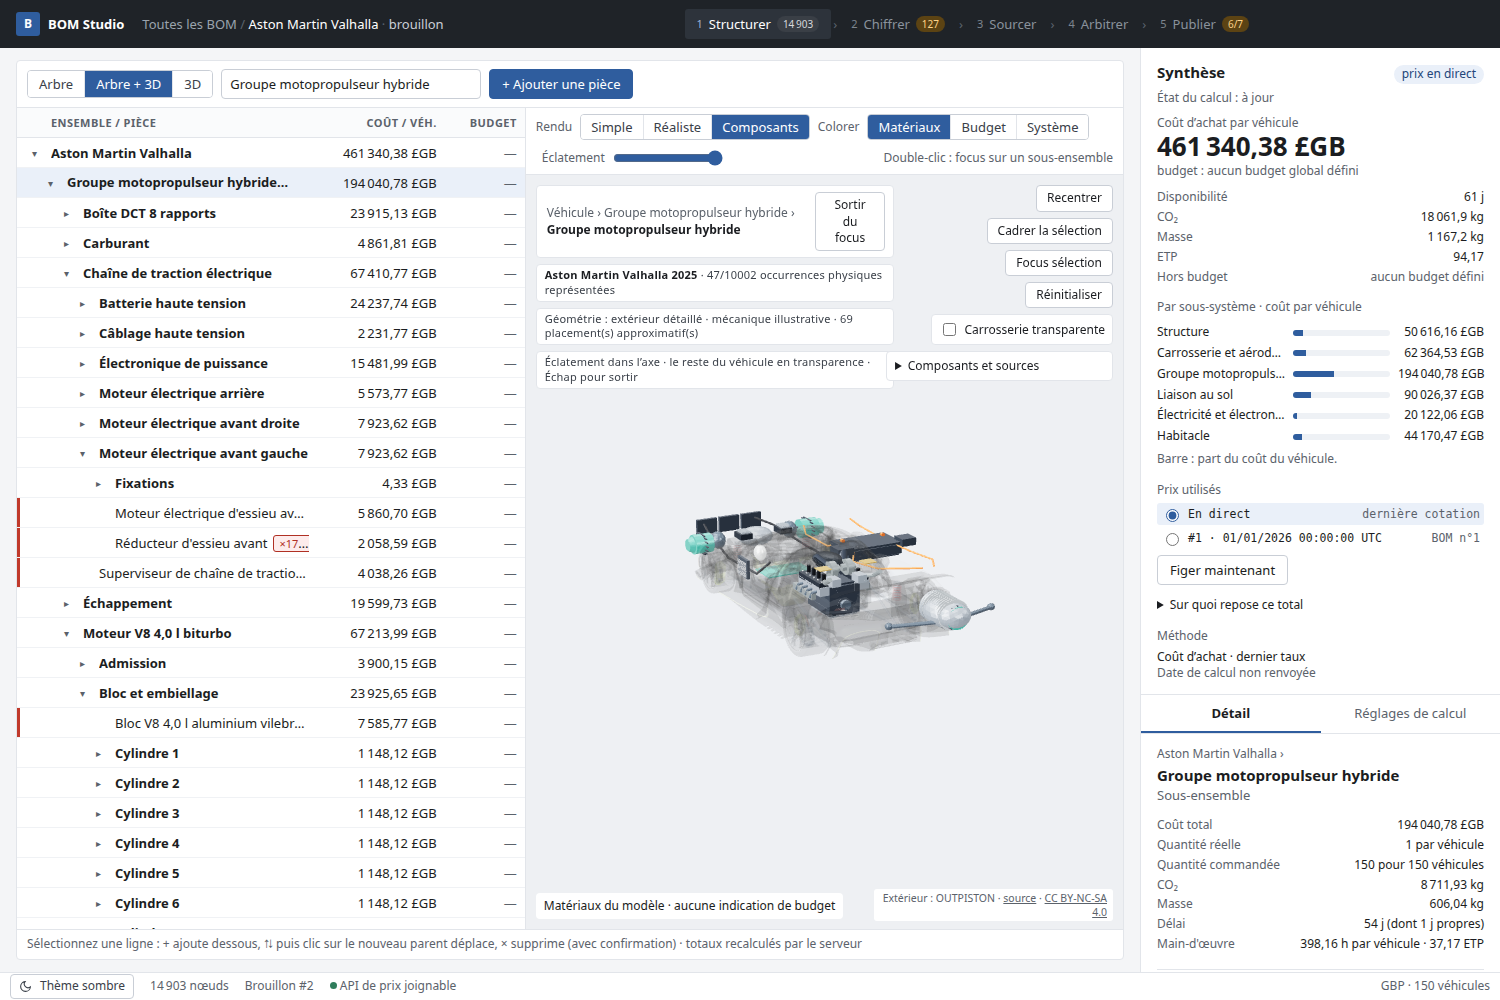 B BOM Studio Toutes les BOM / Aston Martin Valhalla · brouillon
1 Structurer 14 903 › 2 Chiffrer 127 › 3 Sourcer › 4 Arbitrer › 5 Publier 6/7
Arbre Arbre + 3D 3D Groupe motopropulseur hybride + Ajouter une pièce
ENSEMBLE / PIÈCE COÛT / VÉH. BUDGET
Aston Martin Valhalla 461 340,38 £GB —
Groupe motopropulseur hybride... 194 040,78 £GB —
Boîte DCT 8 rapports 23 915,13 £GB —
Carburant 4 861,81 £GB —
Chaîne de traction électrique 67 410,77 £GB —
Batterie haute tension 24 237,74 £GB —
Câblage haute tension 2 231,77 £GB —
Électronique de puissance 15 481,99 £GB —
Moteur électrique arrière 5 573,77 £GB —
Moteur électrique avant droite 7 923,62 £GB —
Moteur électrique avant gauche 7 923,62 £GB —
Fixations 4,33 £GB —
Moteur électrique d'essieu av... 5 860,70 £GB —
Réducteur d'essieu avant ×17... 2 058,59 £GB —
Superviseur de chaîne de tractio... 4 038,26 £GB —
Échappement 19 599,73 £GB —
Moteur V8 4,0 l biturbo 67 213,99 £GB —
Admission 3 900,15 £GB —
Bloc et embiellage 23 925,65 £GB —
Bloc V8 4,0 l aluminium vilebr... 7 585,77 £GB —
Cylindre 1 1 148,12 £GB —
Cylindre 2 1 148,12 £GB —
Cylindre 3 1 148,12 £GB —
Cylindre 4 1 148,12 £GB —
Cylindre 5 1 148,12 £GB —
Cylindre 6 1 148,12 £GB —
Rendu Simple Réaliste Composants Colorer Matériaux Budget Système
Éclatement Double-clic : focus sur un sous-ensemble
Véhicule › Groupe motopropulseur hybride ›
Groupe motopropulseur hybride
Sortir
du
focus
Aston Martin Valhalla 2025 · 47/10002 occurrences physiques
représentées
Géométrie : extérieur détaillé · mécanique illustrative · 69
placement(s) approximatif(s)
Éclatement dans l’axe · le reste du véhicule en transparence ·
Échap pour sortir
Recentrer
Cadrer la sélection
Focus sélection
Réinitialiser
Carrosserie transparente
Composants et sources
Matériaux du modèle · aucune indication de budget
Extérieur : OUTPISTON · source · CC BY-NC-SA
4.0
Sélectionnez une ligne : + ajoute dessous, ⇅ puis clic sur le nouveau parent déplace, × supprime (avec confirmation) · totaux recalculés par le serveur
Synthèse prix en direct
État du calcul : à jour
Coût d’achat par véhicule
461 340,38 £GB
budget : aucun budget global défini
Disponibilité 61 j
CO₂ 18 061,9 kg
Masse 1 167,2 kg
ETP 94,17
Hors budget aucun budget défini
Par sous-système · coût par véhicule
Structure 50 616,16 £GB
Carrosserie et aérod... 62 364,53 £GB
Groupe motopropuls... 194 040,78 £GB
Liaison au sol 90 026,37 £GB
Électricité et électron... 20 122,06 £GB
Habitacle 44 170,47 £GB
Barre : part du coût du véhicule.
Prix utilisés
En direct dernière cotation
#1 · 01/01/2026 00:00:00 UTC BOM n°1
Figer maintenant
Sur quoi repose ce total
Méthode
Coût d’achat · dernier taux
Date de calcul non renvoyée
Détail Réglages de calcul
Aston Martin Valhalla ›
Groupe motopropulseur hybride
Sous-ensemble
Coût total 194 040,78 £GB
Quantité réelle 1 par véhicule
Quantité commandée 150 pour 150 véhicules
CO₂ 8 711,93 kg
Masse 606,04 kg
Délai 54 j (dont 1 j propres)
Main-d’œuvre 398,16 h par véhicule · 37,17 ETP
Thème sombre 14 903 nœuds Brouillon #2 API de prix joignable GBP · 150 véhicules